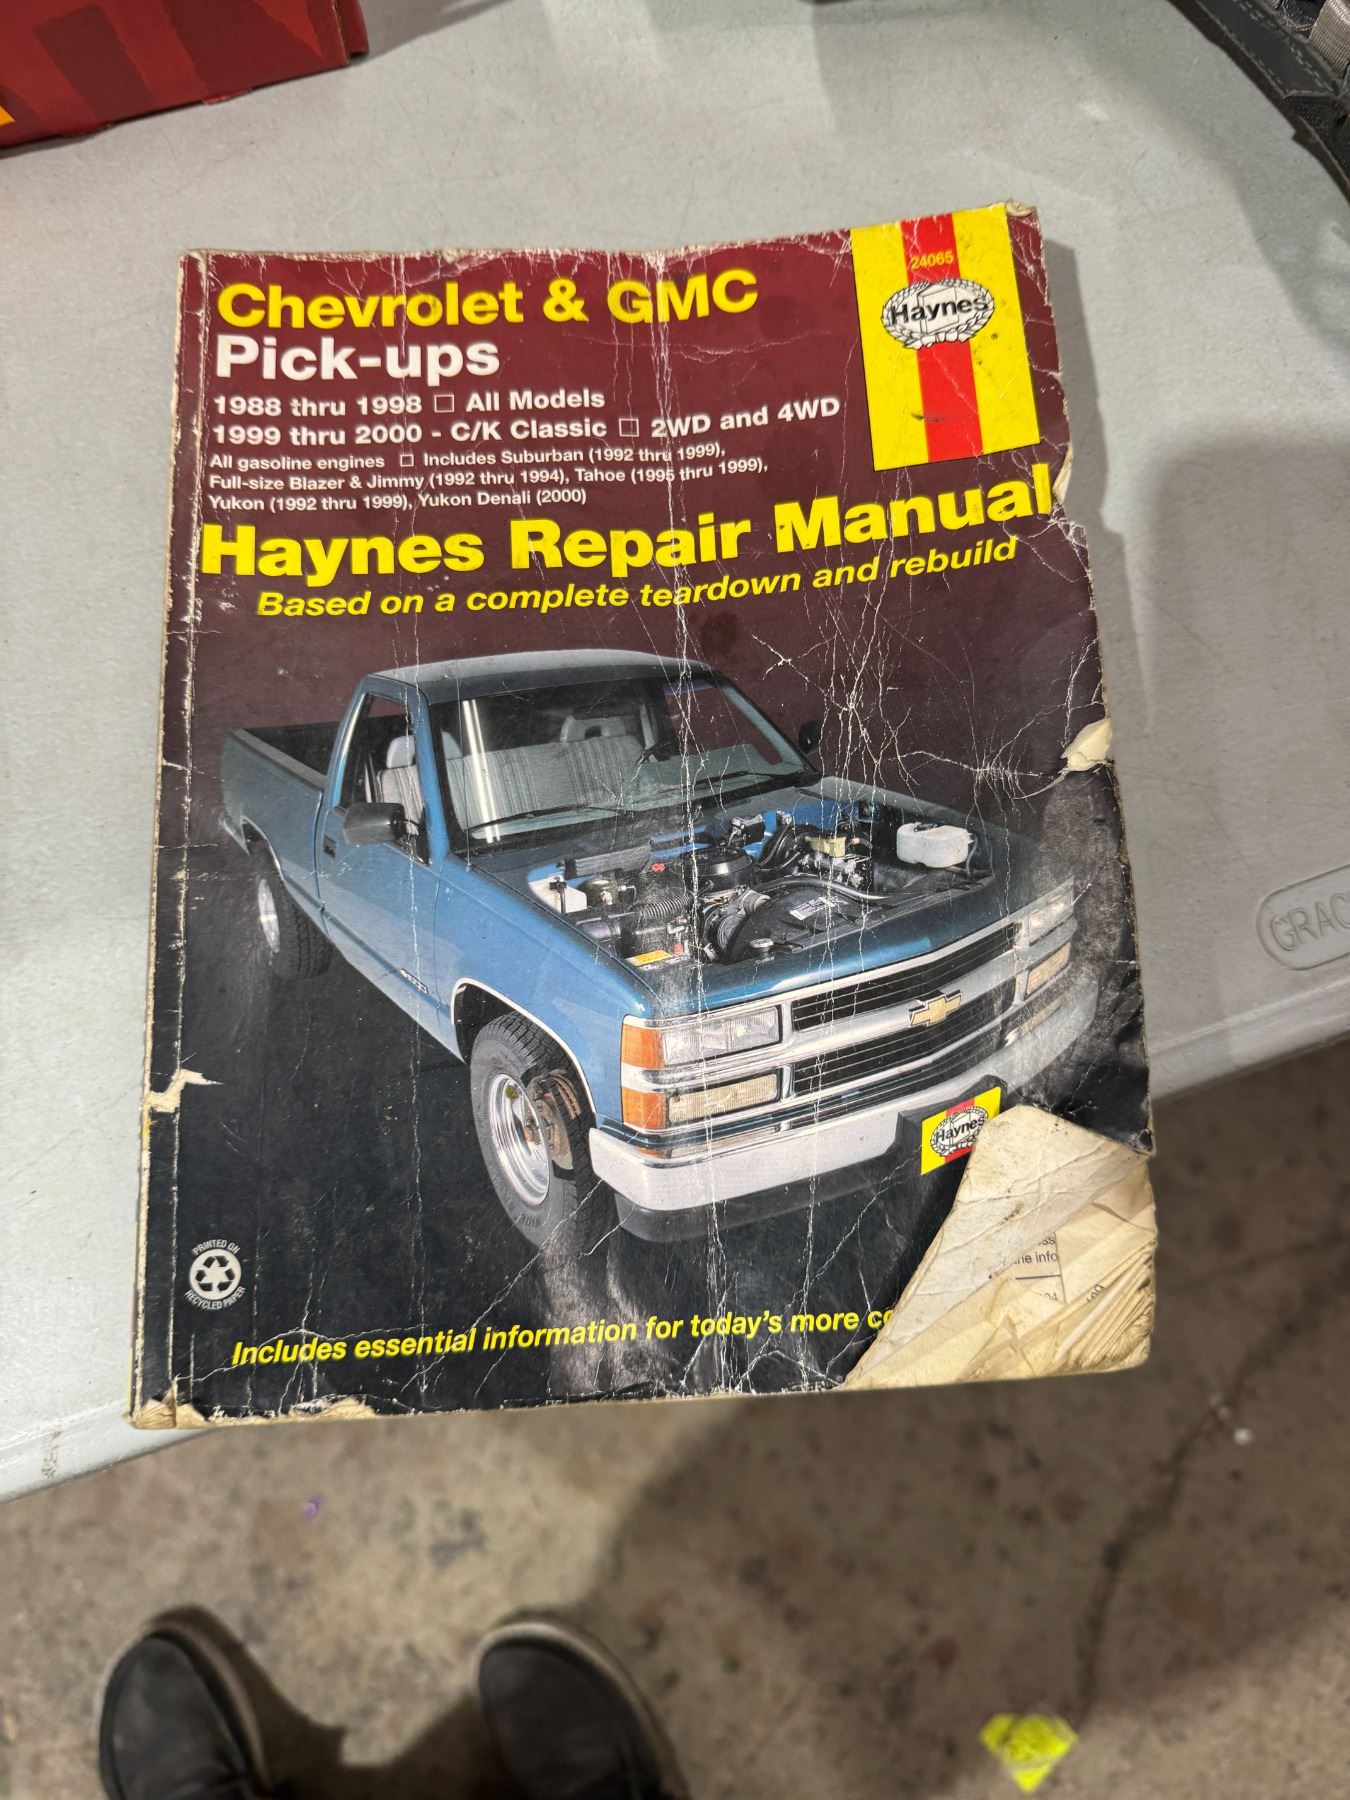 24065
Haynes
Chevrolet & GMC
Pick-ups
1988 thru 1998 □ All Models
1999 thru 2000 - C/K Classic □ 2WD and 4WD
All gasoline engines □ Includes Suburban (1992 thru 1999),
Full-size Blazer & Jimmy (1992 thru 1994), Tahoe (1995 thru 1999),
Yukon (1992 thru 1999), Yukon Denali (2000)
Haynes Repair Manual
Based on a complete teardown and rebuild
Haynes
PRINTED ON
RECYCLED PAPER
info
Includes essential information for today's more